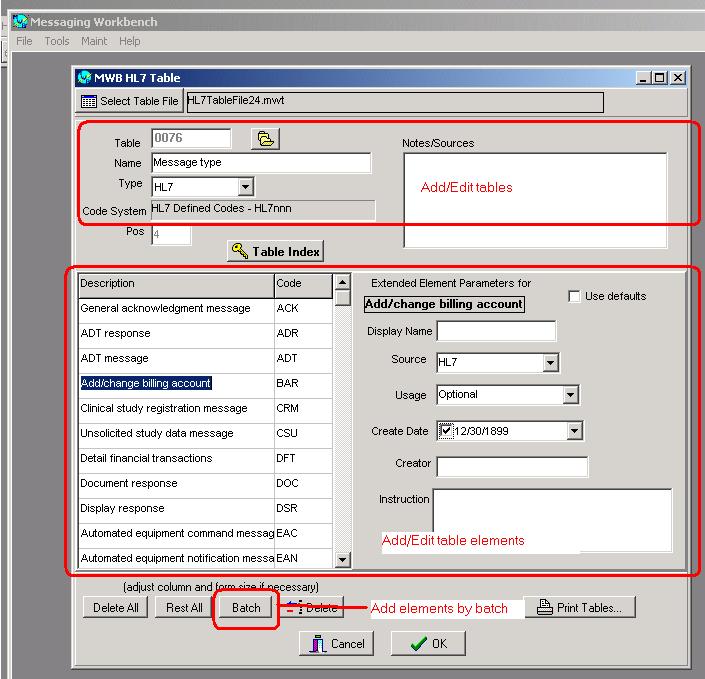 Messaging Workbench
File Tools Maint Help
MWB HL7 Table
Select Table File HL7TableFile24.mwt
Table 0076
Name Message type
Type HL7
Code System HL7 Defined Codes - HL7nnn
Pos 4
Notes/Sources
Add/Edit tables
Table Index
Description Code
General acknowledgment message ACK
ADT response ADR
ADT message ADT
Add/change billing account BAR
Clinical study registration message CRM
Unsolicited study data message CSU
Detail financial transactions DFT
Document response DOC
Display response DSR
Automated equipment command messag EAC
Automated equipment notification messa EAN
Extended Element Parameters for
Add/change billing account
Use defaults
Display Name
Source HL7
Usage Optional
Create Date 12/30/1899
Creator
Instruction
Add/Edit table elements
(adjust column and form size if necessary)
Delete All Rest All Batch Delete Add elements by batch Print Tables...
Cancel OK